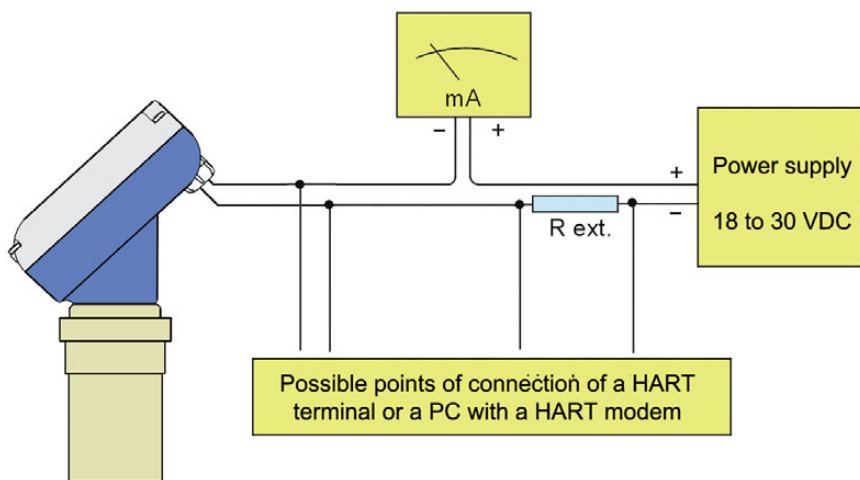 mA
− +
+
Power supply
−
18 to 30 VDC
R ext.
Possible points of connection of a HART
terminal or a PC with a HART modem